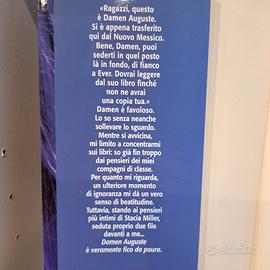 «Ragazzi, questo
è Damen Auguste.
Si è appena trasferito
qui dal Nuovo Messico.
Bene, Damen, puoi
sederti in quel posto
là in fondo, di fianco
a Ever. Dovrai leggere
dal suo libro finché
non ne avrai
una copia tua.»
Damen è favoloso.
Lo so senza neanche
sollevare lo sguardo.
Mentre si avvicina,
mi limito a concentrarmi
sui libri: so già fin troppo
dai pensieri dei miei
compagni di classe.
Per quanto mi riguarda,
un ulteriore momento
di ignoranza mi dà un vero
senso di beatitudine.
Tuttavia, stando ai pensieri
più intimi di Stacia Miller,
seduta proprio due file
davanti a me...
Damen Auguste
è veramente fico da paura.
subito